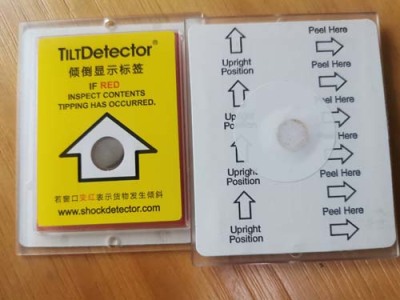 TILTDETECTOR®
倾倒显示标签
IF RED
INSPECT CONTENTS
TIPPING HAS OCCURRED.
若窗口变红表示货物发生倾斜
www.shockdetector.com
Peel Here
Upright
Position
Peel Here
Peel Here
Upright
Position
Peel Here
Peel Here
Upright
Position
Peel Here
Upright
Position